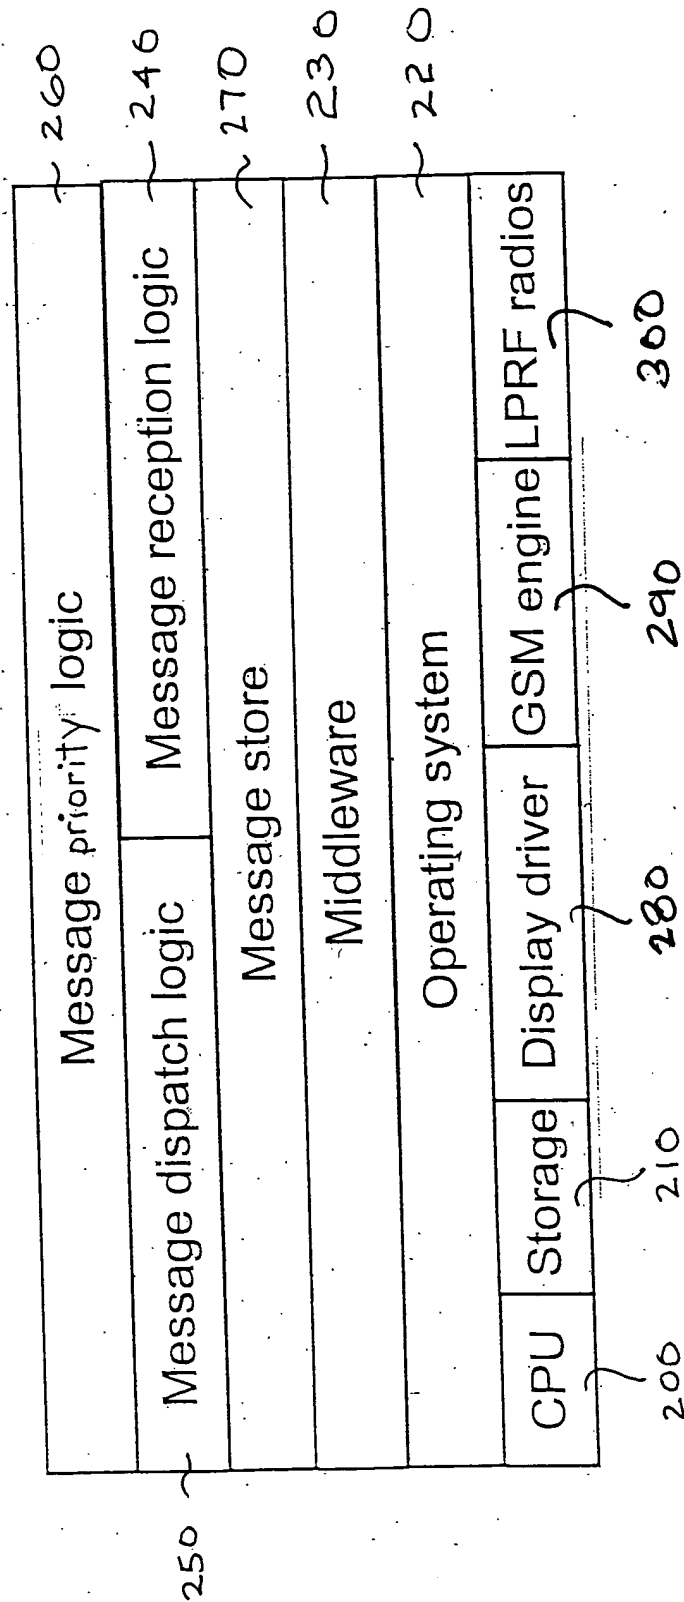 Message priority logic 260
250 Message dispatch logic
Message reception logic 240
Message store 270
Middleware 230
Operating system 220
CPU
Storage
Display driver
GSM engine
LPRF radios
200
210
280
290
300